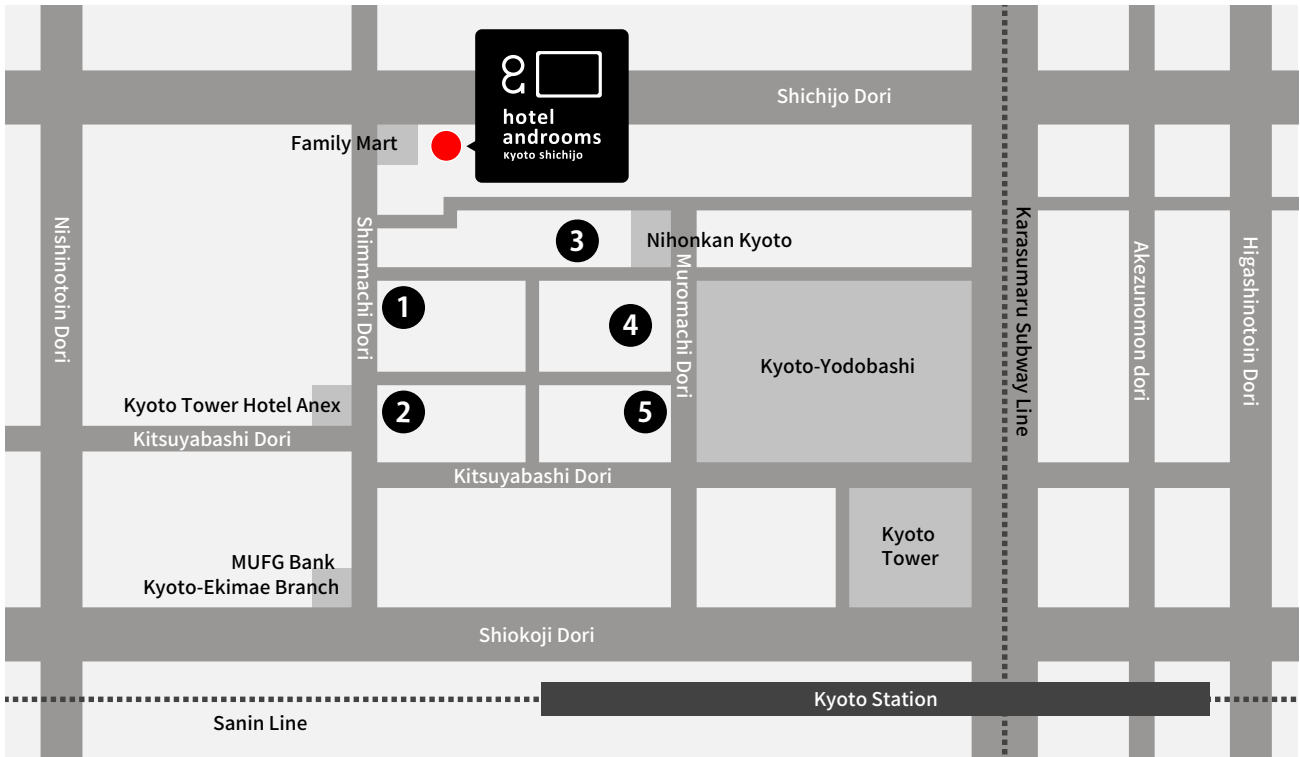 Shichijo Dori
hotel
androoms
Kyoto shichijo
Family Mart
Nishinotoin Dori
Shimmachi Dori
3
Nihonkan Kyoto
Muromachi Dori
Karasumaru Subway Line
Akezunomon dori
Higashinotoin Dori
1
4
Kyoto-Yodobashi
Kyoto Tower Hotel Anex
2
5
Kitsuyabashi Dori
Kitsuyabashi Dori
MUFG Bank
Kyoto-Ekimae Branch
Kyoto
Tower
Shiokoji Dori
Kyoto Station
Sanin Line